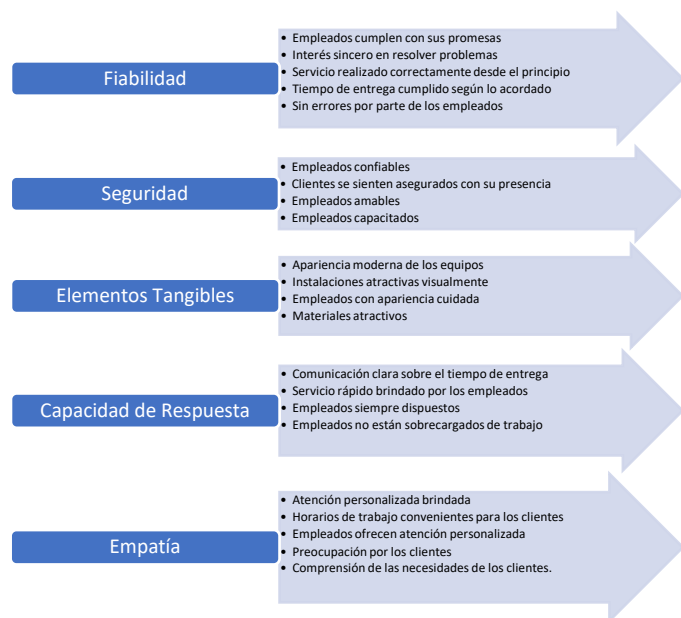 Fiabilidad
• Empleados cumplen con sus promesas
• Interés sincero en resolver problemas
• Servicio realizado correctamente desde el principio
• Tiempo de entrega cumplido según lo acordado
• Sin errores por parte de los empleados
Seguridad
• Empleados confiables
• Clientes se sienten asegurados con su presencia
• Empleados amables
• Empleados capacitados
Elementos Tangibles
• Apariencia moderna de los equipos
• Instalaciones atractivas visualmente
• Empleados con apariencia cuidada
• Materiales atractivos
Capacidad de Respuesta
• Comunicación clara sobre el tiempo de entrega
• Servicio rápido brindado por los empleados
• Empleados siempre dispuestos
• Empleados no están sobrecargados de trabajo
Empatía
• Atención personalizada brindada
• Horarios de trabajo convenientes para los clientes
• Empleados ofrecen atención personalizada
• Preocupación por los clientes
• Comprensión de las necesidades de los clientes.